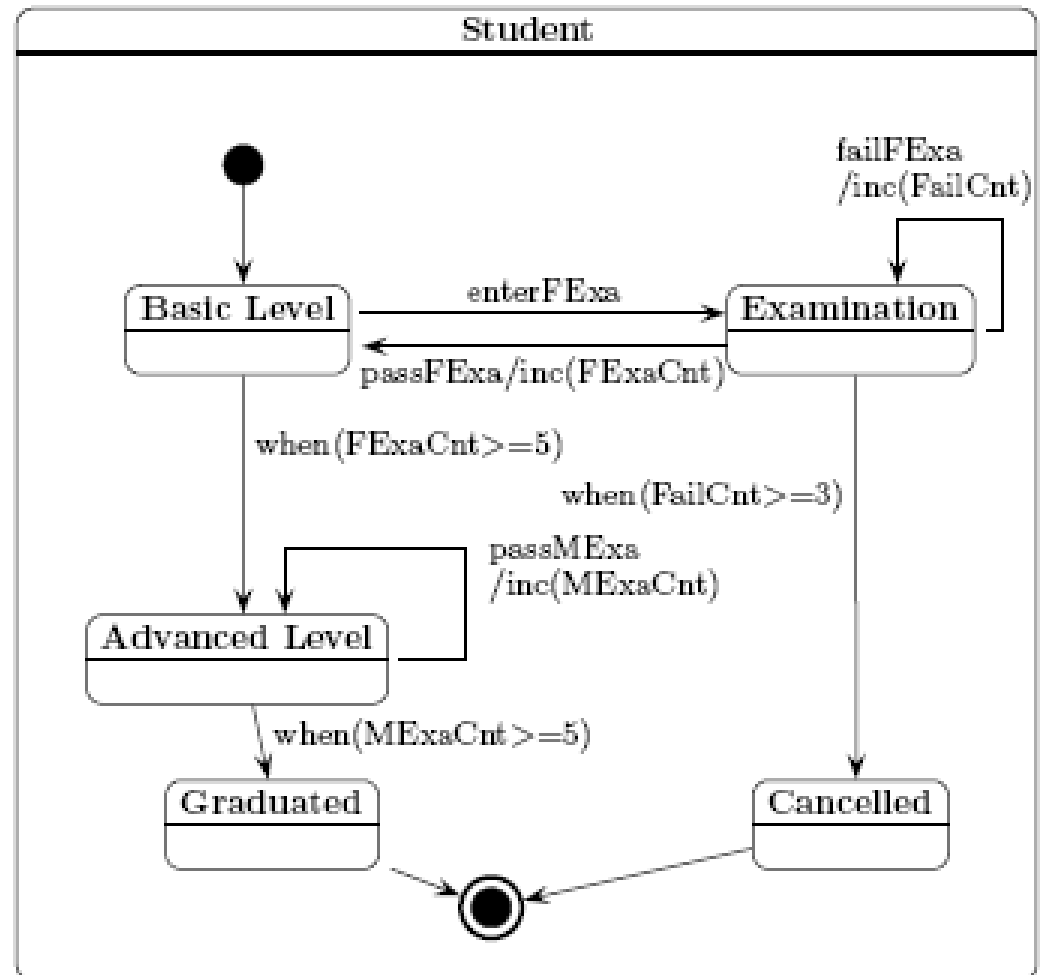 Student
failFExa
/inc(FailCnt)
enterFExa
Basic Level
Examination
passFExa/inc(FExaCnt)
when(FExaCnt>=5)
when(FailCnt>=3)
passMExa
/inc(MExaCnt)
Advanced Level
when(MExaCnt>=5)
Graduated
Cancelled